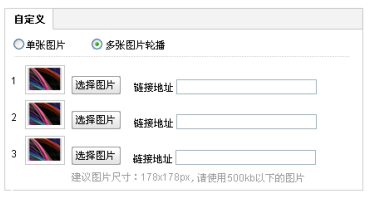 自定义
单张图片 多张图片轮播
1 选择图片 链接地址
2 选择图片 链接地址
3 选择图片 链接地址
建议图片尺寸：178x178px, 请使用500kb以下的图片